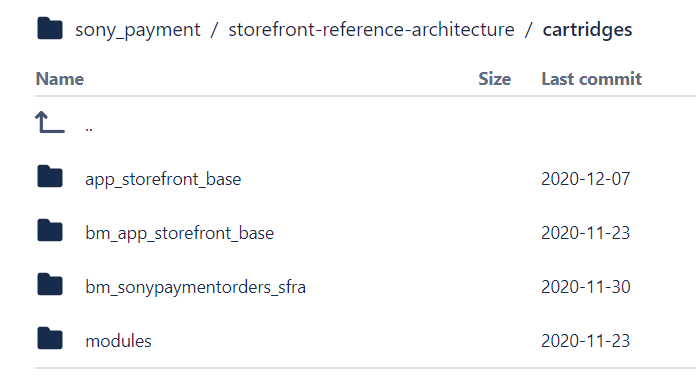 sony_payment / storefront-reference-architecture / cartridges
Name Size Last commit
..
app_storefront_base 2020-12-07
bm_app_storefront_base 2020-11-23
bm_sonypaymentorders_sfra 2020-11-30
modules 2020-11-23